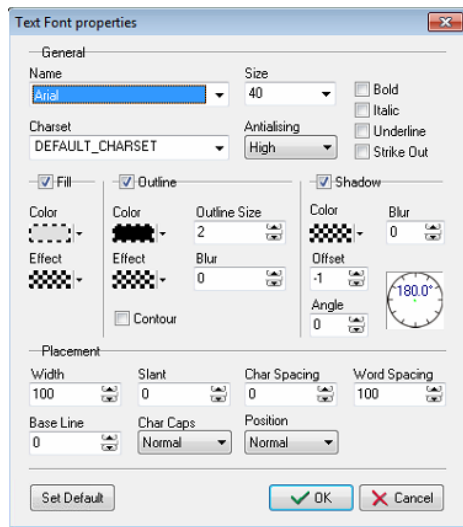 Text Font properties
General
Name
Size
Arial
40
Bold
Italic
Charset
Antialising
Underline
DEFAULT_CHARSET
High
Strike Out
Fill
Outline
Shadow
Color
Color
Outline Size
Color
Blur
2
0
Effect
Effect
Blur
Offset
0
-1
180.0°
Angle
Contour
0
Placement
Width
Slant
Char Spacing
Word Spacing
100
0
0
100
Base Line
Char Caps
Position
0
Normal
Normal
Set Default
OK
Cancel